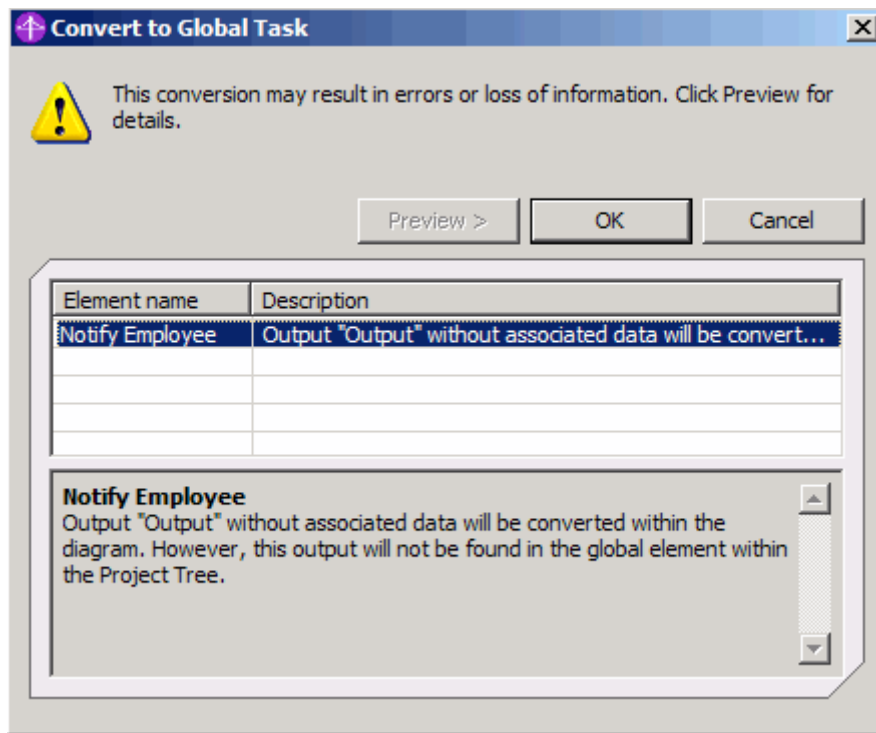 Convert to Global Task
This conversion may result in errors or loss of information. Click Preview for
details.
Preview >
OK
Cancel
Element name
Description
Notify Employee
Output "Output" without associated data will be convert...
Notify Employee
Output "Output" without associated data will be converted within the
diagram. However, this output will not be found in the global element within
the Project Tree.